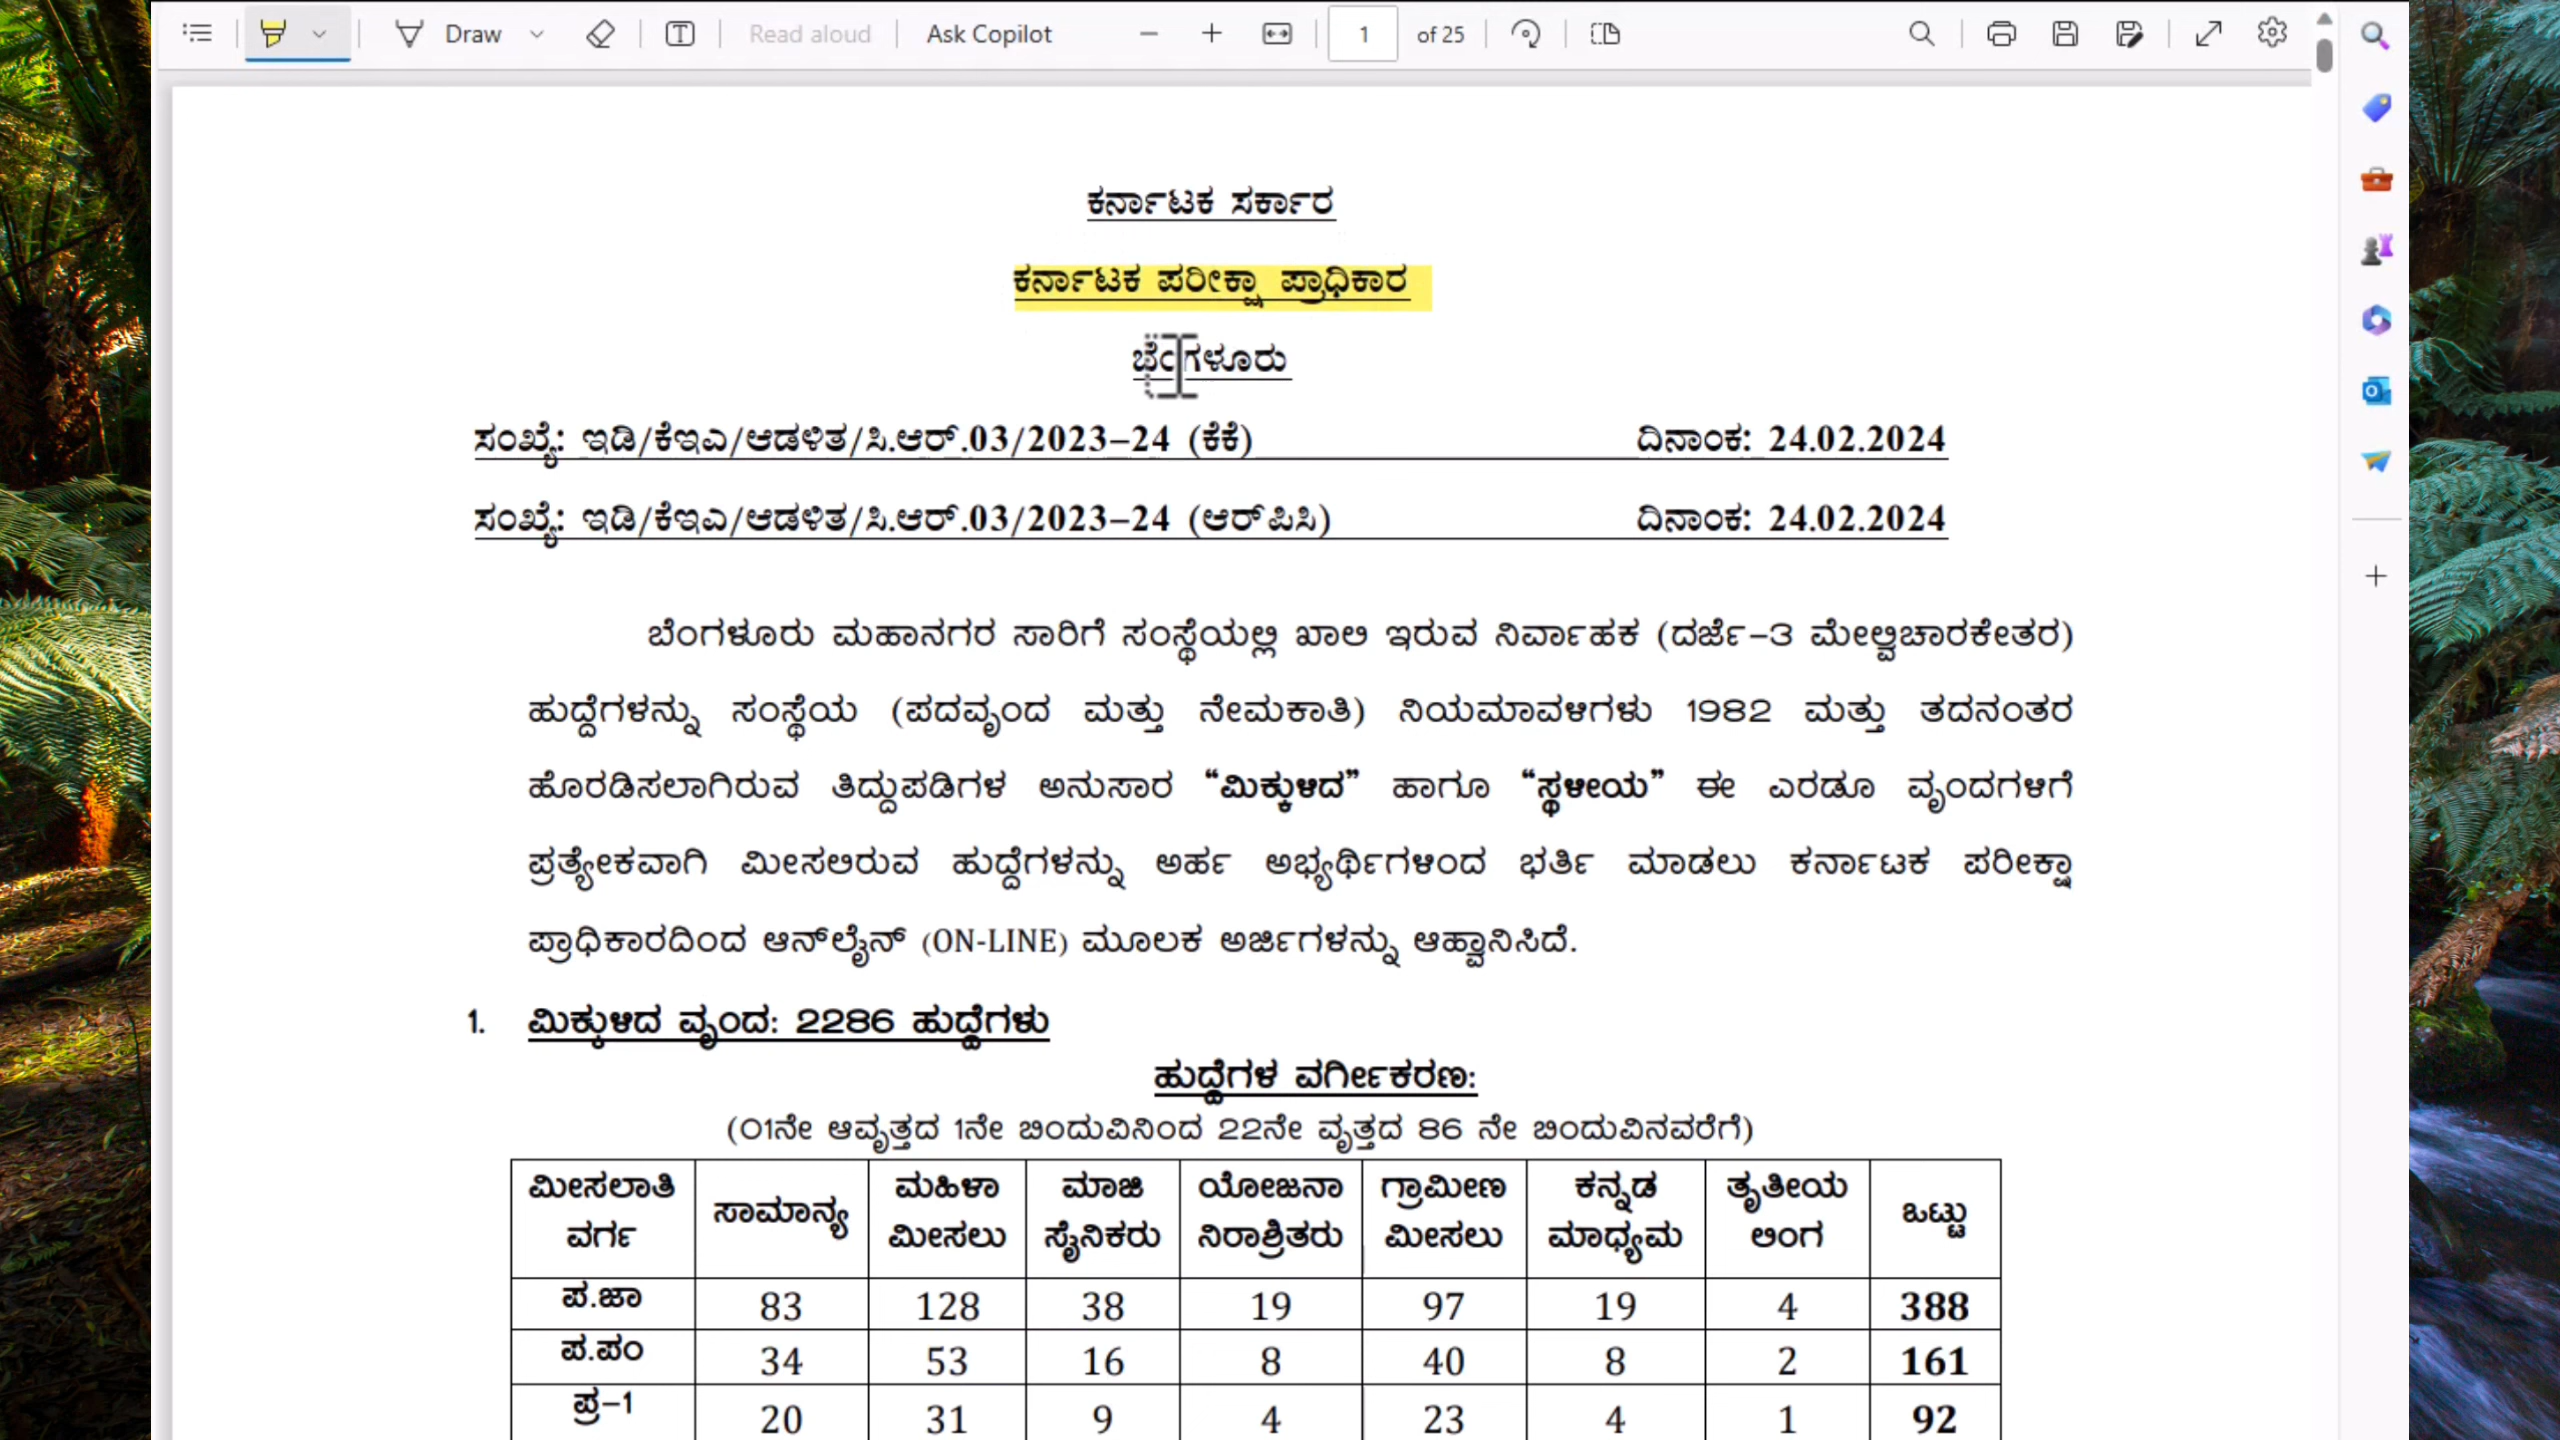 Draw
Read aloud
Ask Copilot
1 of 25
ಕರ್ನಾಟಕ ಸರ್ಕಾರ
ಕರ್ನಾಟಕ ಪರೀಕ್ಷಾ ಪ್ರಾಧಿಕಾರ
ಬೆಂಗಳೂರು
ಸಂಖ್ಯೆ: ಇಡಿ/ಕೆಇಎ/ಆಡಳಿತ/ಸಿ.ಆರ್.03/2023–24 (ಕೆಕೆ) ದಿನಾಂಕ: 24.02.2024
ಸಂಖ್ಯೆ: ಇಡಿ/ಕೆಇಎ/ಆಡಳಿತ/ಸಿ.ಆರ್.03/2023–24 (ಆರ್‌ಪಿಸಿ) ದಿನಾಂಕ: 24.02.2024
ಬೆಂಗಳೂರು ಮಹಾನಗರ ಸಾರಿಗೆ ಸಂಸ್ಥೆಯಲ್ಲಿ ಖಾಲಿ ಇರುವ ನಿರ್ವಾಹಕ (ದರ್ಜೆ–3 ಮೇಲ್ವಿಚಾರಕೇತರ)
ಹುದ್ದೆಗಳನ್ನು ಸಂಸ್ಥೆಯ (ಪದವೃಂದ ಮತ್ತು ನೇಮಕಾತಿ) ನಿಯಮಾವಳಿಗಳು 1982 ಮತ್ತು ತದನಂತರ
ಹೊರಡಿಸಲಾಗಿರುವ ತಿದ್ದುಪಡಿಗಳ ಅನುಸಾರ “ಮಿಕ್ಕುಳಿದ” ಹಾಗೂ “ಸ್ಥಳೀಯ” ಈ ಎರಡೂ ವೃಂದಗಳಿಗೆ
ಪ್ರತ್ಯೇಕವಾಗಿ ಮೀಸಲಿರುವ ಹುದ್ದೆಗಳನ್ನು ಅರ್ಹ ಅಭ್ಯರ್ಥಿಗಳಿಂದ ಭರ್ತಿ ಮಾಡಲು ಕರ್ನಾಟಕ ಪರೀಕ್ಷಾ
ಪ್ರಾಧಿಕಾರದಿಂದ ಆನ್‌ಲೈನ್ (ON-LINE) ಮೂಲಕ ಅರ್ಜಿಗಳನ್ನು ಆಹ್ವಾನಿಸಿದೆ.
1. ಮಿಕ್ಕುಳಿದ ವೃಂದ: 2286 ಹುದ್ದೆಗಳು
ಹುದ್ದೆಗಳ ವರ್ಗೀಕರಣ:
(01ನೇ ಆವೃತ್ತದ 1ನೇ ಬಿಂದುವಿನಿಂದ 22ನೇ ವೃತ್ತದ 86 ನೇ ಬಿಂದುವಿನವರೆಗೆ)
ಮೀಸಲಾತಿ ವರ್ಗ ಸಾಮಾನ್ಯ ಮಹಿಳಾ ಮೀಸಲು ಮಾಜಿ ಸೈನಿಕರು ಯೋಜನಾ ನಿರಾಶ್ರಿತರು ಗ್ರಾಮೀಣ ಮೀಸಲು ಕನ್ನಡ ಮಾಧ್ಯಮ ತೃತೀಯ ಲಿಂಗ ಒಟ್ಟು
ಪ.ಜಾ 83 128 38 19 97 19 4 388
ಪ.ಪಂ 34 53 16 8 40 8 2 161
ಪ್ರ–1 20 31 9 4 23 4 1 92